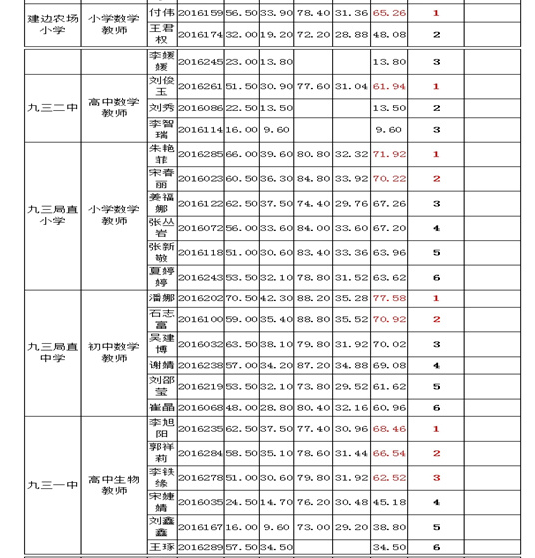 建边农场小学 小学数学教师 付伟 2016159 56.50 33.90 78.40 31.36 65.26 1
王君权 2016174 32.00 19.20 72.20 28.88 48.08 2
李媛媛 2016245 23.00 13.80 13.80 3
九三二中 高中数学教师 刘俊玉 2016261 51.50 30.90 77.60 31.04 61.94 1
刘秀 2016086 22.50 13.50 13.50 2
李智瑞 2016114 16.00 9.60 9.60 3
九三局直小学 小学数学教师 朱艳菲 2016285 66.00 39.60 80.80 32.32 71.92 1
宋春丽 2016023 60.50 36.30 84.80 33.92 70.22 2
姜福娜 2016122 62.50 37.50 74.40 29.76 67.26 3
张丛岩 2016072 56.00 33.60 84.00 33.60 67.20 4
张新敏 2016118 51.00 30.60 83.40 33.36 63.96 5
夏婷婷 2016243 53.50 32.10 78.80 31.52 63.62 6
九三局直中学 初中数学教师 潘娜 2016202 70.50 42.30 88.20 35.28 77.58 1
石志富 2016100 59.00 35.40 88.80 35.52 70.92 2
吴建博 2016032 63.50 38.10 79.80 31.92 70.02 3
谢婧 2016238 57.00 34.20 87.20 34.88 69.08 4
刘邵莹 2016219 53.50 32.10 73.80 29.52 61.62 5
崔晶 2016068 48.00 28.80 80.40 32.16 60.96 6
九三一中 高中生物教师 李旭阳 2016235 62.50 37.50 77.40 30.96 68.46 1
郭祥莉 2016284 58.50 35.10 78.60 31.44 66.54 2
李铁缘 2016278 51.00 30.60 79.80 31.92 62.52 3
宋婕婧 2016035 24.50 14.70 76.20 30.48 45.18 4
刘鑫鑫 2016167 16.00 9.60 73.00 29.20 38.80 5
王琢 2016289 57.50 34.50 34.50 6